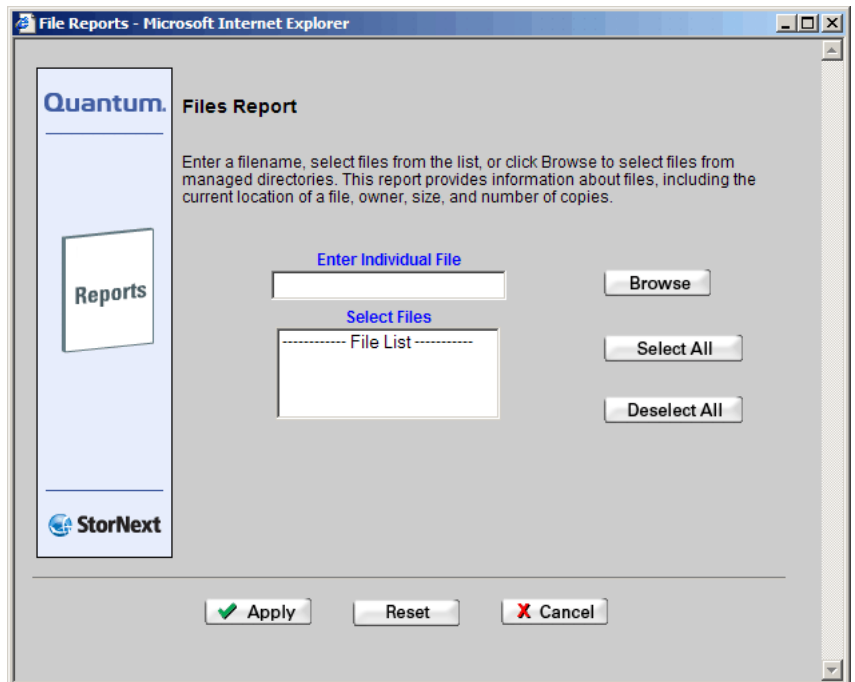 File Reports - Microsoft Internet Explorer
Quantum.
Files Report
Enter a filename, select files from the list, or click Browse to select files from
managed directories. This report provides information about files, including the
current location of a file, owner, size, and number of copies.
Reports
Enter Individual File
Browse
Select Files
------------ File List -----------
Select All
Deselect All
StorNext
Apply
Reset
Cancel